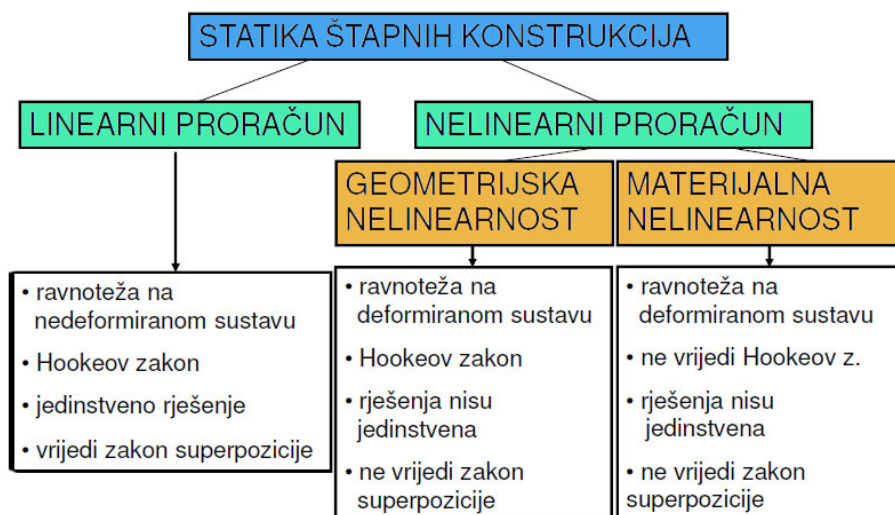 STATIKA ŠTAPNIH KONSTRUKCIJA
LINEARNI PRORAČUN
NELINEARNI PRORAČUN
GEOMETRIJSKA
NELINEARNOST
MATERIJALNA
NELINEARNOST
• ravnoteža na
nedeformiranom sustavu
• Hookeov zakon
• jedinstveno rješenje
• vrijedi zakon superpozicije
• ravnoteža na
deformiranom sustavu
• Hookeov zakon
• rješenja nisu
jedinstvena
• ne vrijedi zakon
superpozicije
• ravnoteža na
deformiranom sustavu
• ne vrijedi Hookeov z.
• rješenja nisu
jedinstvena
• ne vrijedi zakon
superpozicije